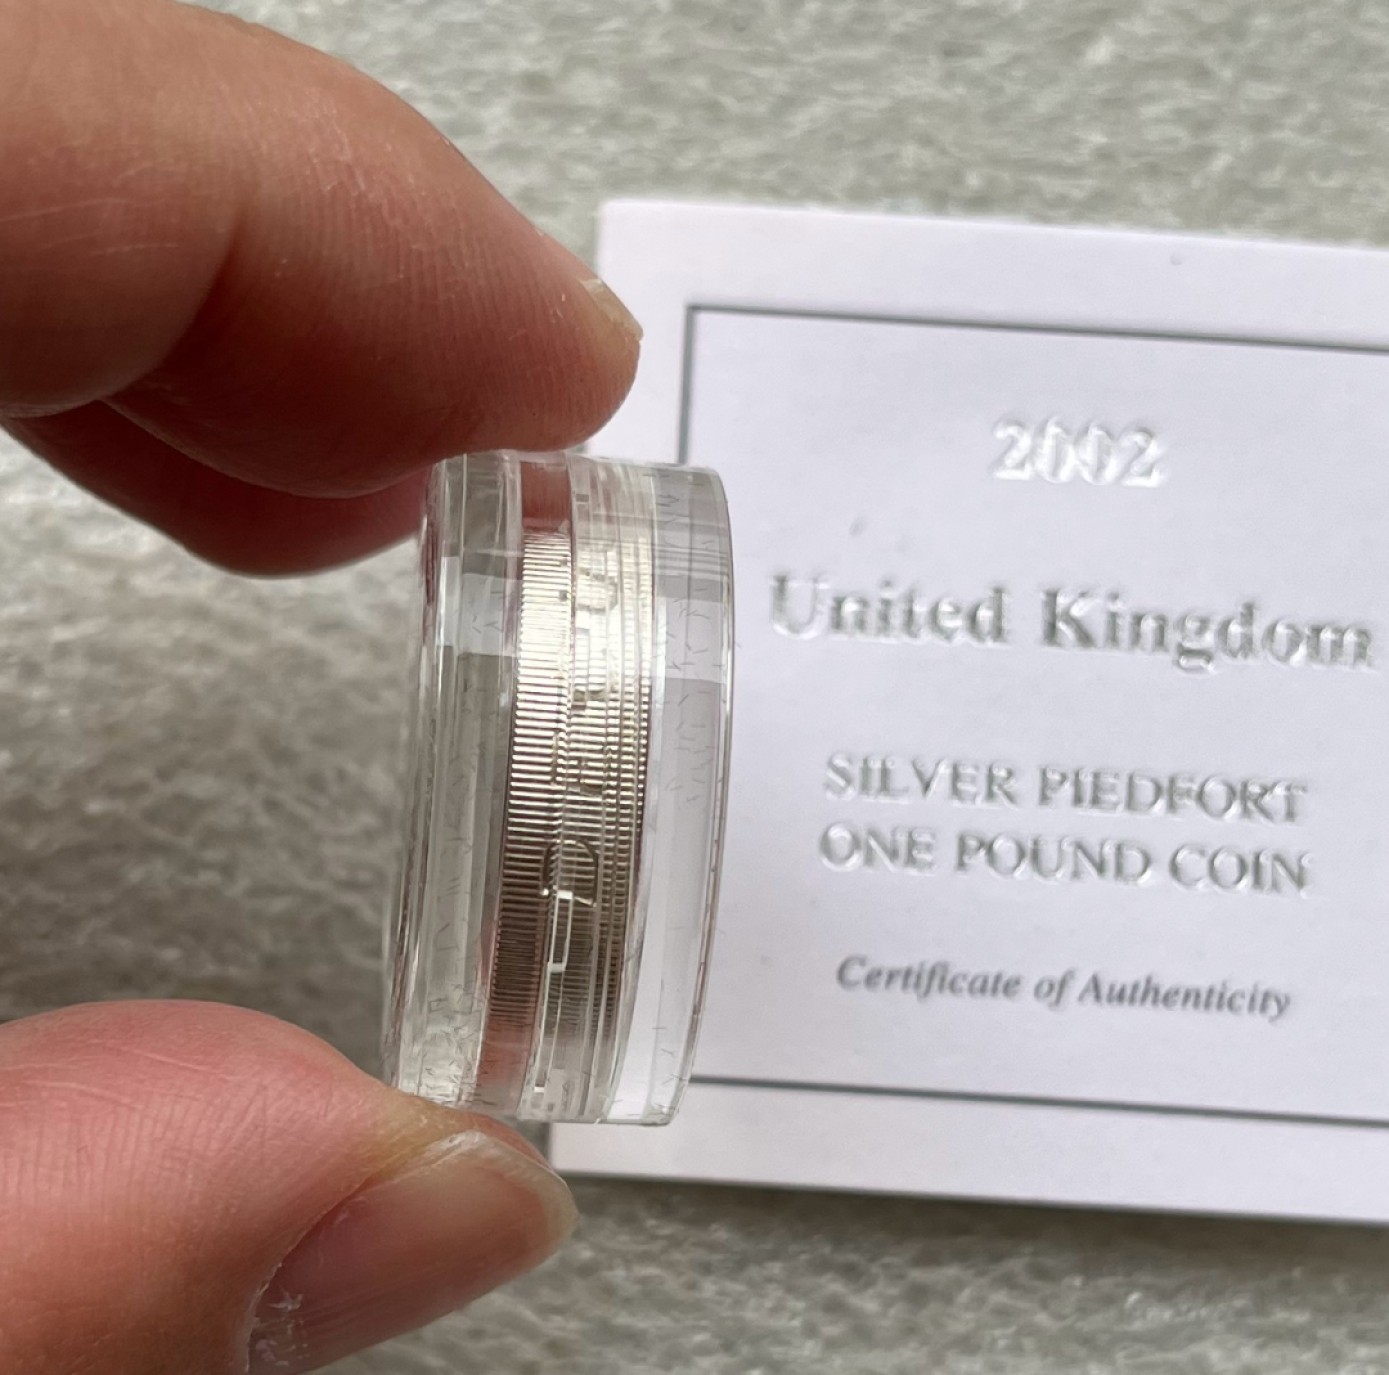 2002
United Kingdom
SILVER PIEDFORT
ONE POUND COIN
Certificate of Authenticity